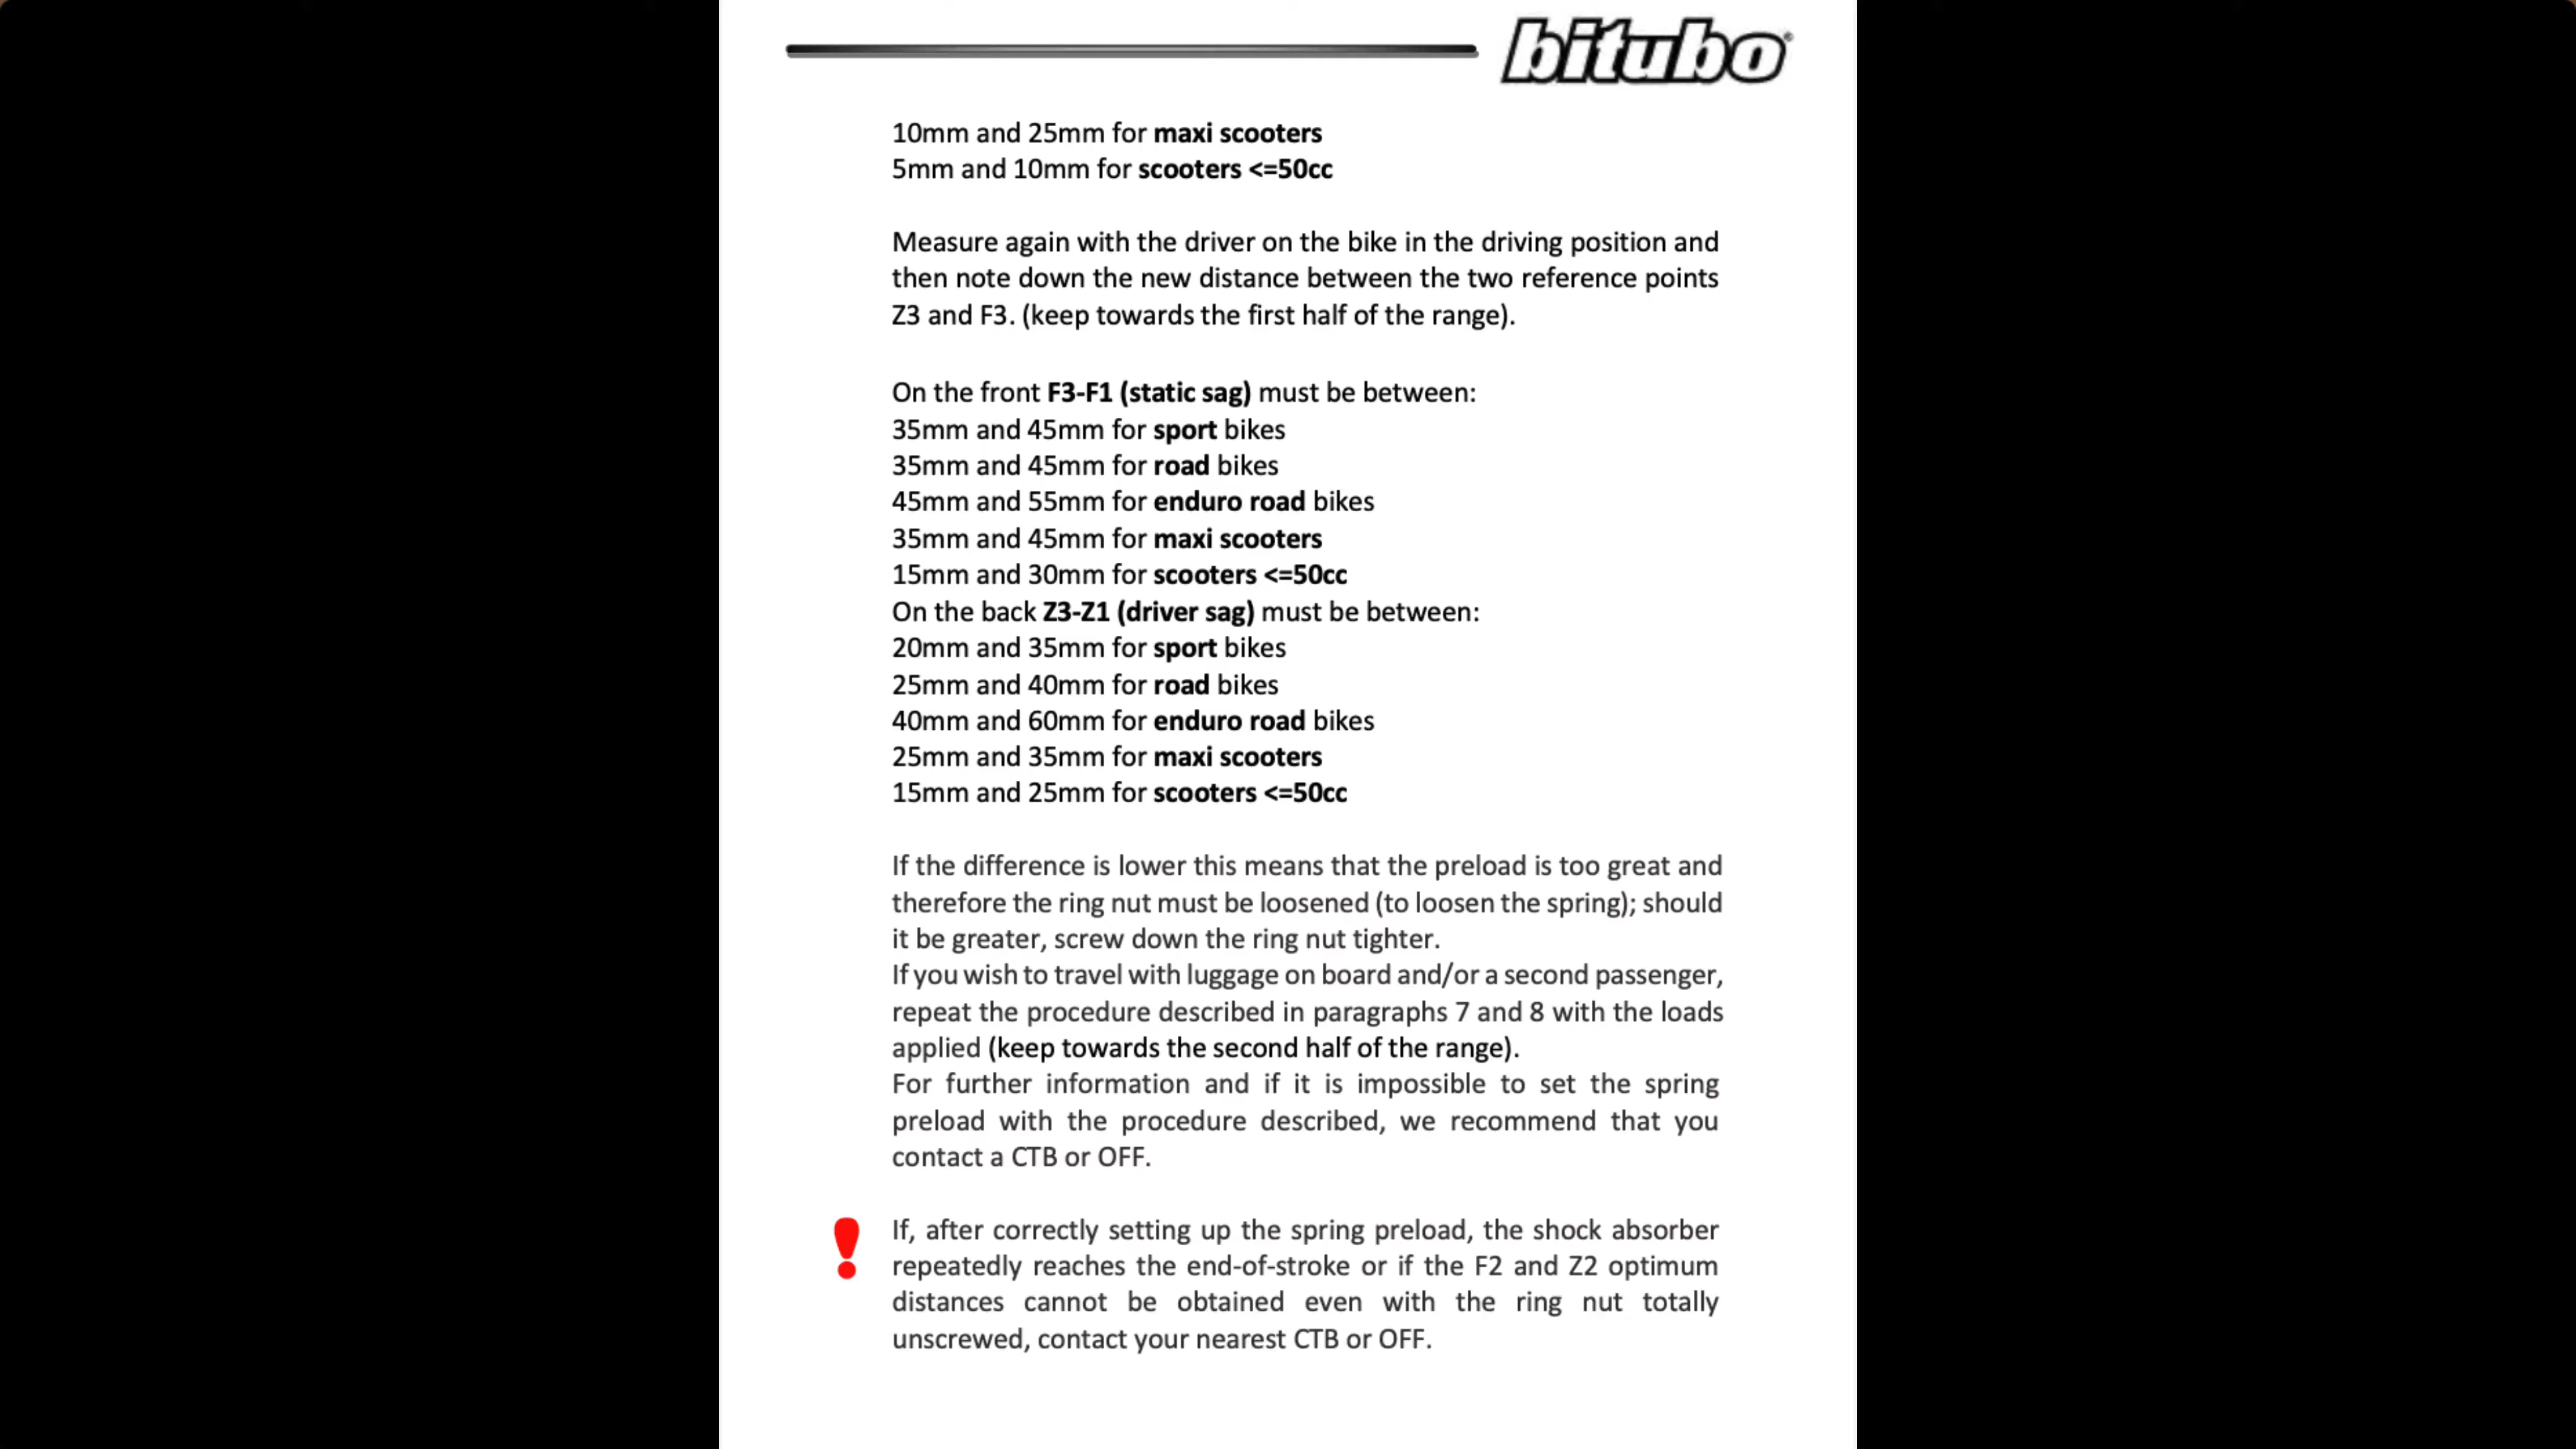 bitubo®
10mm and 25mm for maxi scooters
5mm and 10mm for scooters <=50cc
Measure again with the driver on the bike in the driving position and
then note down the new distance between the two reference points
Z3 and F3. (keep towards the first half of the range).
On the front F3-F1 (static sag) must be between:
35mm and 45mm for sport bikes
35mm and 45mm for road bikes
45mm and 55mm for enduro road bikes
35mm and 45mm for maxi scooters
15mm and 30mm for scooters <=50cc
On the back Z3-Z1 (driver sag) must be between:
20mm and 35mm for sport bikes
25mm and 40mm for road bikes
40mm and 60mm for enduro road bikes
25mm and 35mm for maxi scooters
15mm and 25mm for scooters <=50cc
If the difference is lower this means that the preload is too great and
therefore the ring nut must be loosened (to loosen the spring); should
it be greater, screw down the ring nut tighter.
If you wish to travel with luggage on board and/or a second passenger,
repeat the procedure described in paragraphs 7 and 8 with the loads
applied (keep towards the second half of the range).
For further information and if it is impossible to set the spring
preload with the procedure described, we recommend that you
contact a CTB or OFF.
If, after correctly setting up the spring preload, the shock absorber
repeatedly reaches the end-of-stroke or if the F2 and Z2 optimum
distances cannot be obtained even with the ring nut totally
unscrewed, contact your nearest CTB or OFF.